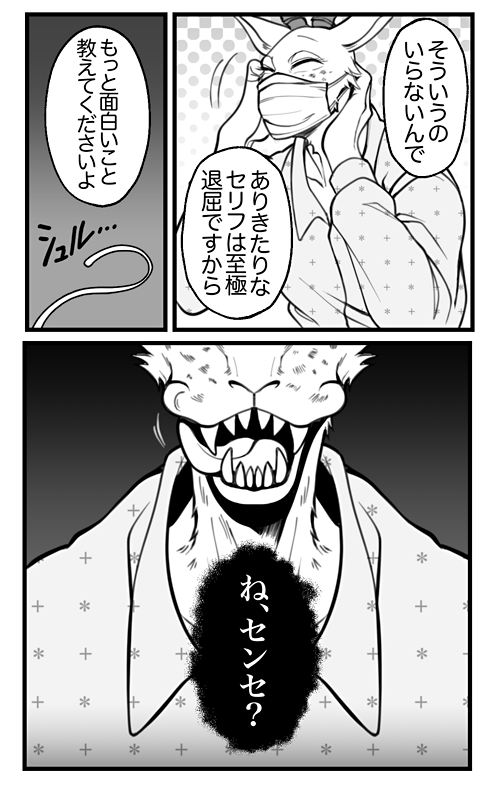 そういうの
いらないんで
ありきたりな
セリフは至極
退屈ですから
もっと面白いこと
教えてくださいよ
シュル…
ね、センセ?